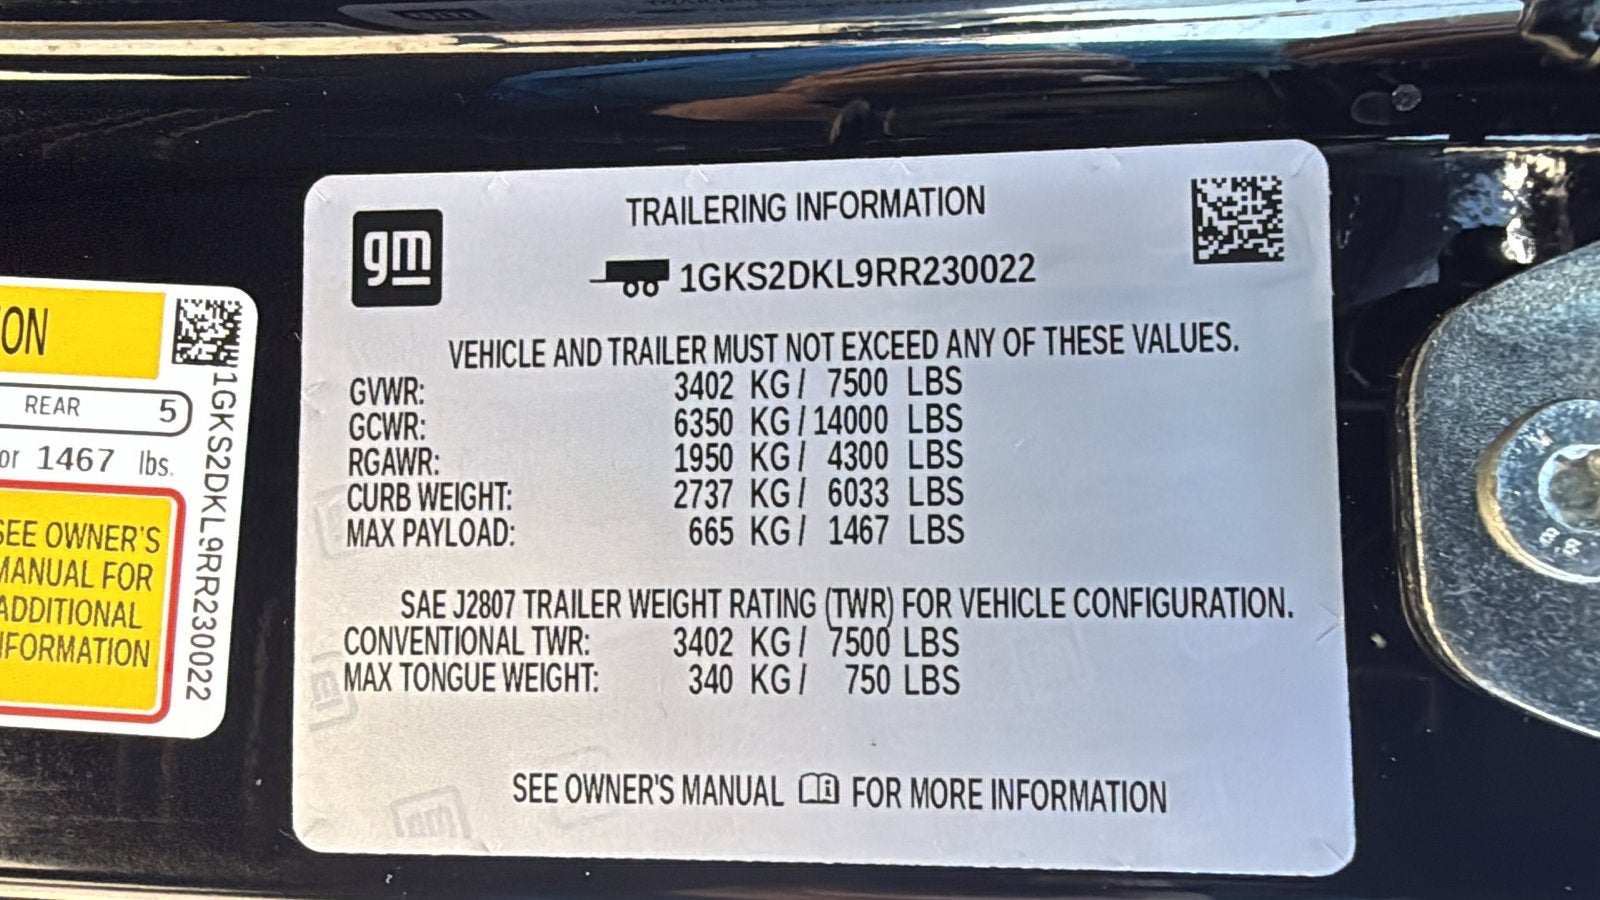 gm
TRAILERING INFORMATION
1GKS2DKL9RR230022
VEHICLE AND TRAILER MUST NOT EXCEED ANY OF THESE VALUES.
GVWR: 3402 KG / 7500 LBS
GCWR: 6350 KG / 14000 LBS
RGAWR: 1950 KG / 4300 LBS
CURB WEIGHT: 2737 KG / 6033 LBS
MAX PAYLOAD: 665 KG / 1467 LBS
SAE J2807 TRAILER WEIGHT RATING (TWR) FOR VEHICLE CONFIGURATION.
CONVENTIONAL TWR: 3402 KG / 7500 LBS
MAX TONGUE WEIGHT: 340 KG / 750 LBS
SEE OWNER'S MANUAL FOR MORE INFORMATION
ON
REAR 5
or 1467 lbs.
SEE OWNER'S
MANUAL FOR
ADDITIONAL
INFORMATION
1GKS2DKL9RR230022